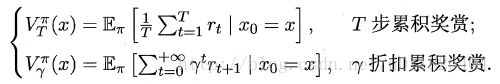 V_T^π(x) = 𝔼_π [ 1/T ∑_{t=1}^{T} r_t | x_0 = x ] , T 步累积奖赏;
V_γ^π(x) = 𝔼_π [ ∑_{t=0}^{+∞} γ^t r_{t+1} | x_0 = x ] , γ 折扣累积奖赏.